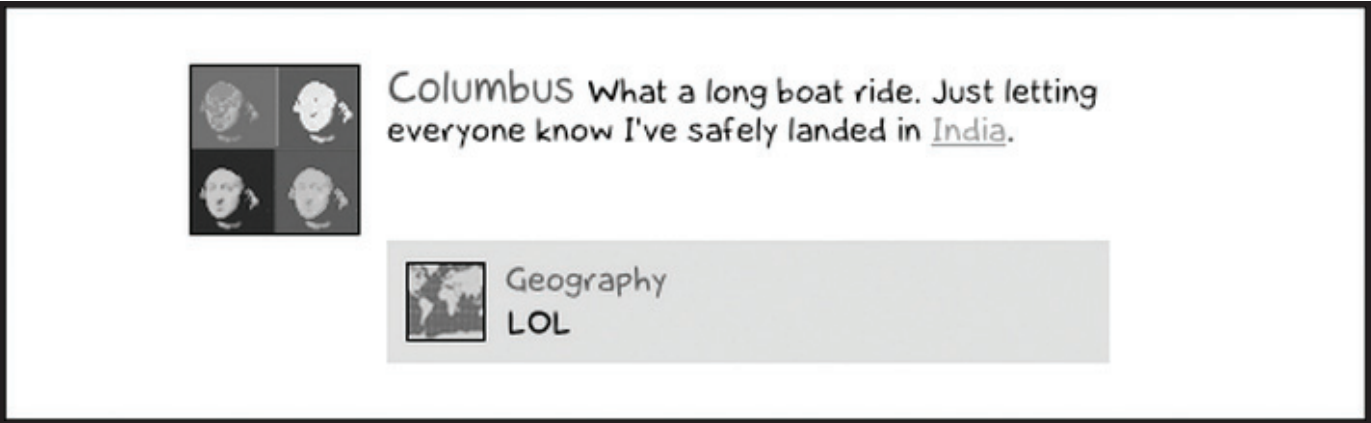 Columbus What a long boat ride. Just letting
everyone know I've safely landed in India.
Geography
LOL